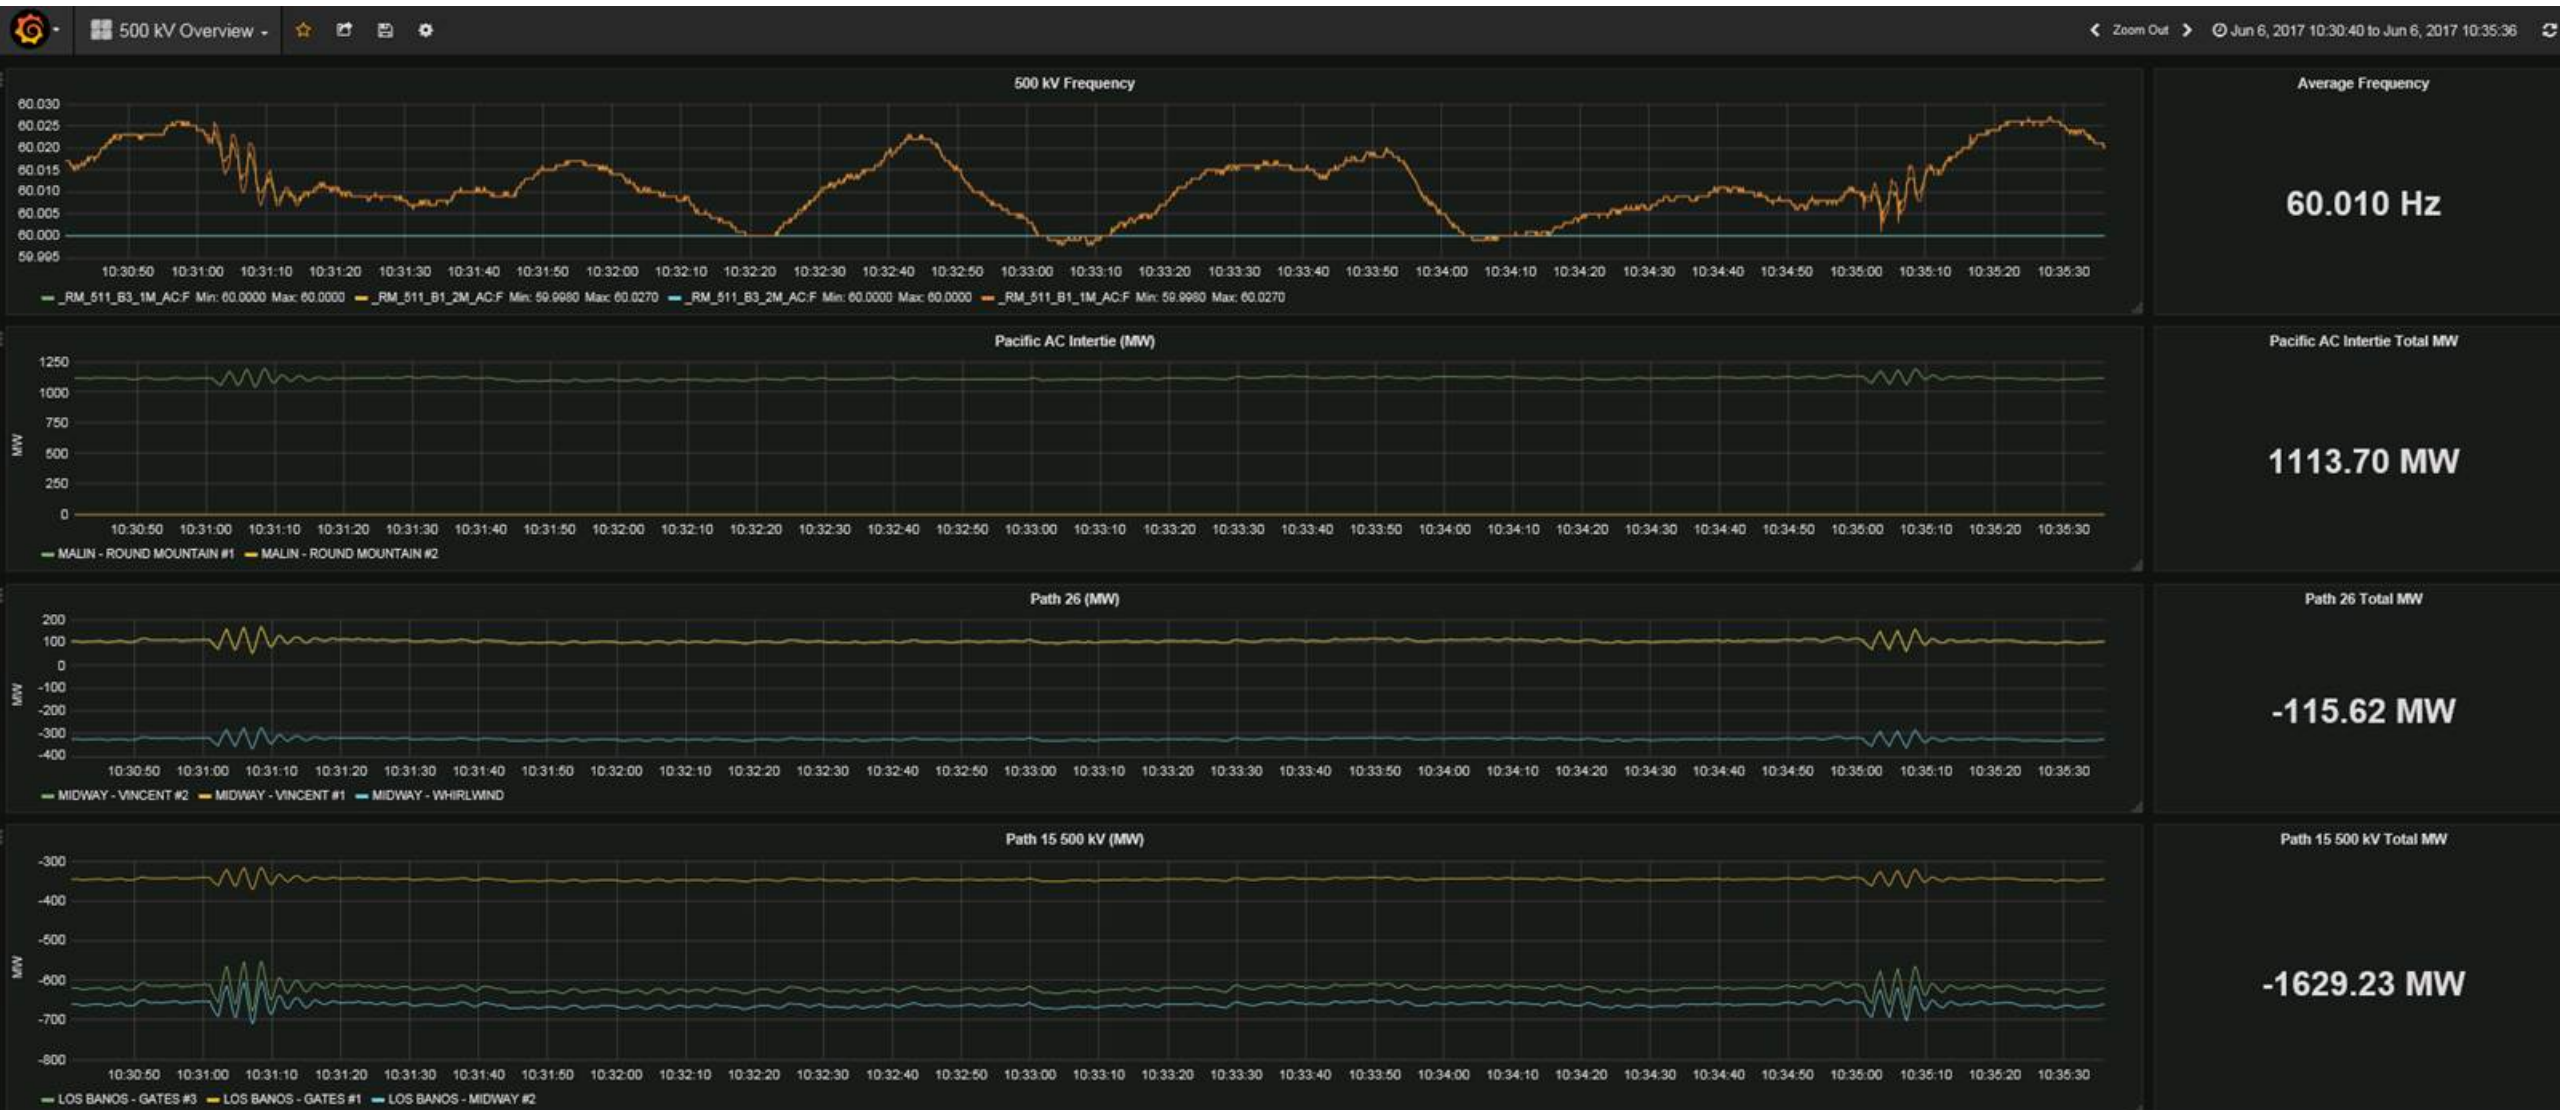 500 kV Overview
Zoom Out
Jun 6, 2017 10:30:40 to Jun 6, 2017 10:35:36
500 kV Frequency
60.030
60.025
60.020
60.015
60.010
60.005
60.000
59.995
10:30:50 10:31:00 10:31:10 10:31:20 10:31:30 10:31:40 10:31:50 10:32:00 10:32:10 10:32:20 10:32:30 10:32:40 10:32:50 10:33:00 10:33:10 10:33:20 10:33:30 10:33:40 10:33:50 10:34:00 10:34:10 10:34:20 10:34:30 10:34:40 10:34:50 10:35:00 10:35:10 10:35:20 10:35:30
_RM_511_B3_1M_AC:F Min: 60.0000 Max: 60.0000 _RM_511_B1_2M_AC:F Min: 59.9980 Max: 60.0270 _RM_511_B3_2M_AC:F Min: 60.0000 Max: 60.0000 _RM_511_B1_1M_AC:F Min: 59.9980 Max: 60.0270
Average Frequency
60.010 Hz
Pacific AC Intertie (MW)
1250
1000
750
500
250
0
MW
10:30:50 10:31:00 10:31:10 10:31:20 10:31:30 10:31:40 10:31:50 10:32:00 10:32:10 10:32:20 10:32:30 10:32:40 10:32:50 10:33:00 10:33:10 10:33:20 10:33:30 10:33:40 10:33:50 10:34:00 10:34:10 10:34:20 10:34:30 10:34:40 10:34:50 10:35:00 10:35:10 10:35:20 10:35:30
MALIN - ROUND MOUNTAIN #1 MALIN - ROUND MOUNTAIN #2
Pacific AC Intertie Total MW
1113.70 MW
Path 26 (MW)
200
100
0
-100
-200
-300
-400
MW
10:30:50 10:31:00 10:31:10 10:31:20 10:31:30 10:31:40 10:31:50 10:32:00 10:32:10 10:32:20 10:32:30 10:32:40 10:32:50 10:33:00 10:33:10 10:33:20 10:33:30 10:33:40 10:33:50 10:34:00 10:34:10 10:34:20 10:34:30 10:34:40 10:34:50 10:35:00 10:35:10 10:35:20 10:35:30
MIDWAY - VINCENT #2 MIDWAY - VINCENT #1 MIDWAY - WHIRLWIND
Path 26 Total MW
-115.62 MW
Path 15 500 kV (MW)
-300
-400
-500
-600
-700
-800
MW
10:30:50 10:31:00 10:31:10 10:31:20 10:31:30 10:31:40 10:31:50 10:32:00 10:32:10 10:32:20 10:32:30 10:32:40 10:32:50 10:33:00 10:33:10 10:33:20 10:33:30 10:33:40 10:33:50 10:34:00 10:34:10 10:34:20 10:34:30 10:34:40 10:34:50 10:35:00 10:35:10 10:35:20 10:35:30
LOS BANOS - GATES #3 LOS BANOS - GATES #1 LOS BANOS - MIDWAY #2
Path 15 500 kV Total MW
-1629.23 MW